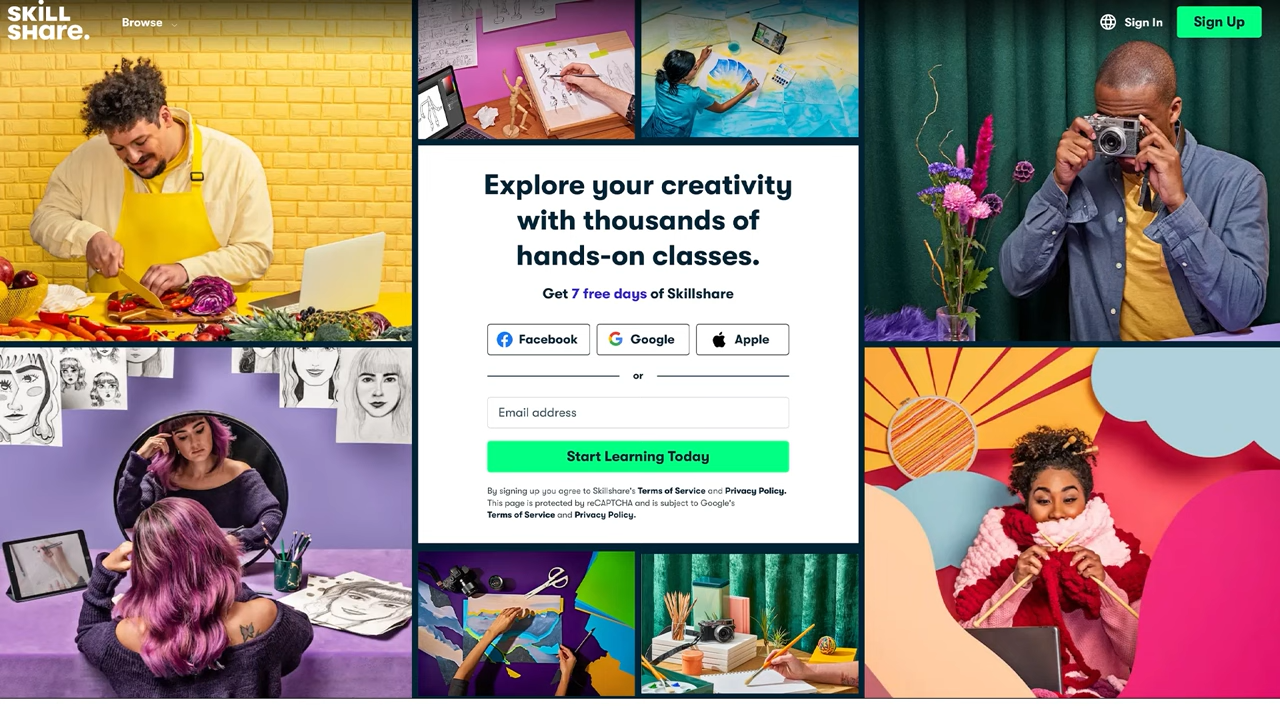 SKILL
SHARE.
Browse
Sign In
Sign Up
Explore your creativity
with thousands of
hands-on classes.
Get 7 free days of Skillshare
Facebook
Google
Apple
or
Email address
Start Learning Today
By signing up you agree to Skillshare's Terms of Service and Privacy Policy.
This page is protected by reCAPTCHA and is subject to Google's
Terms of Service and Privacy Policy.